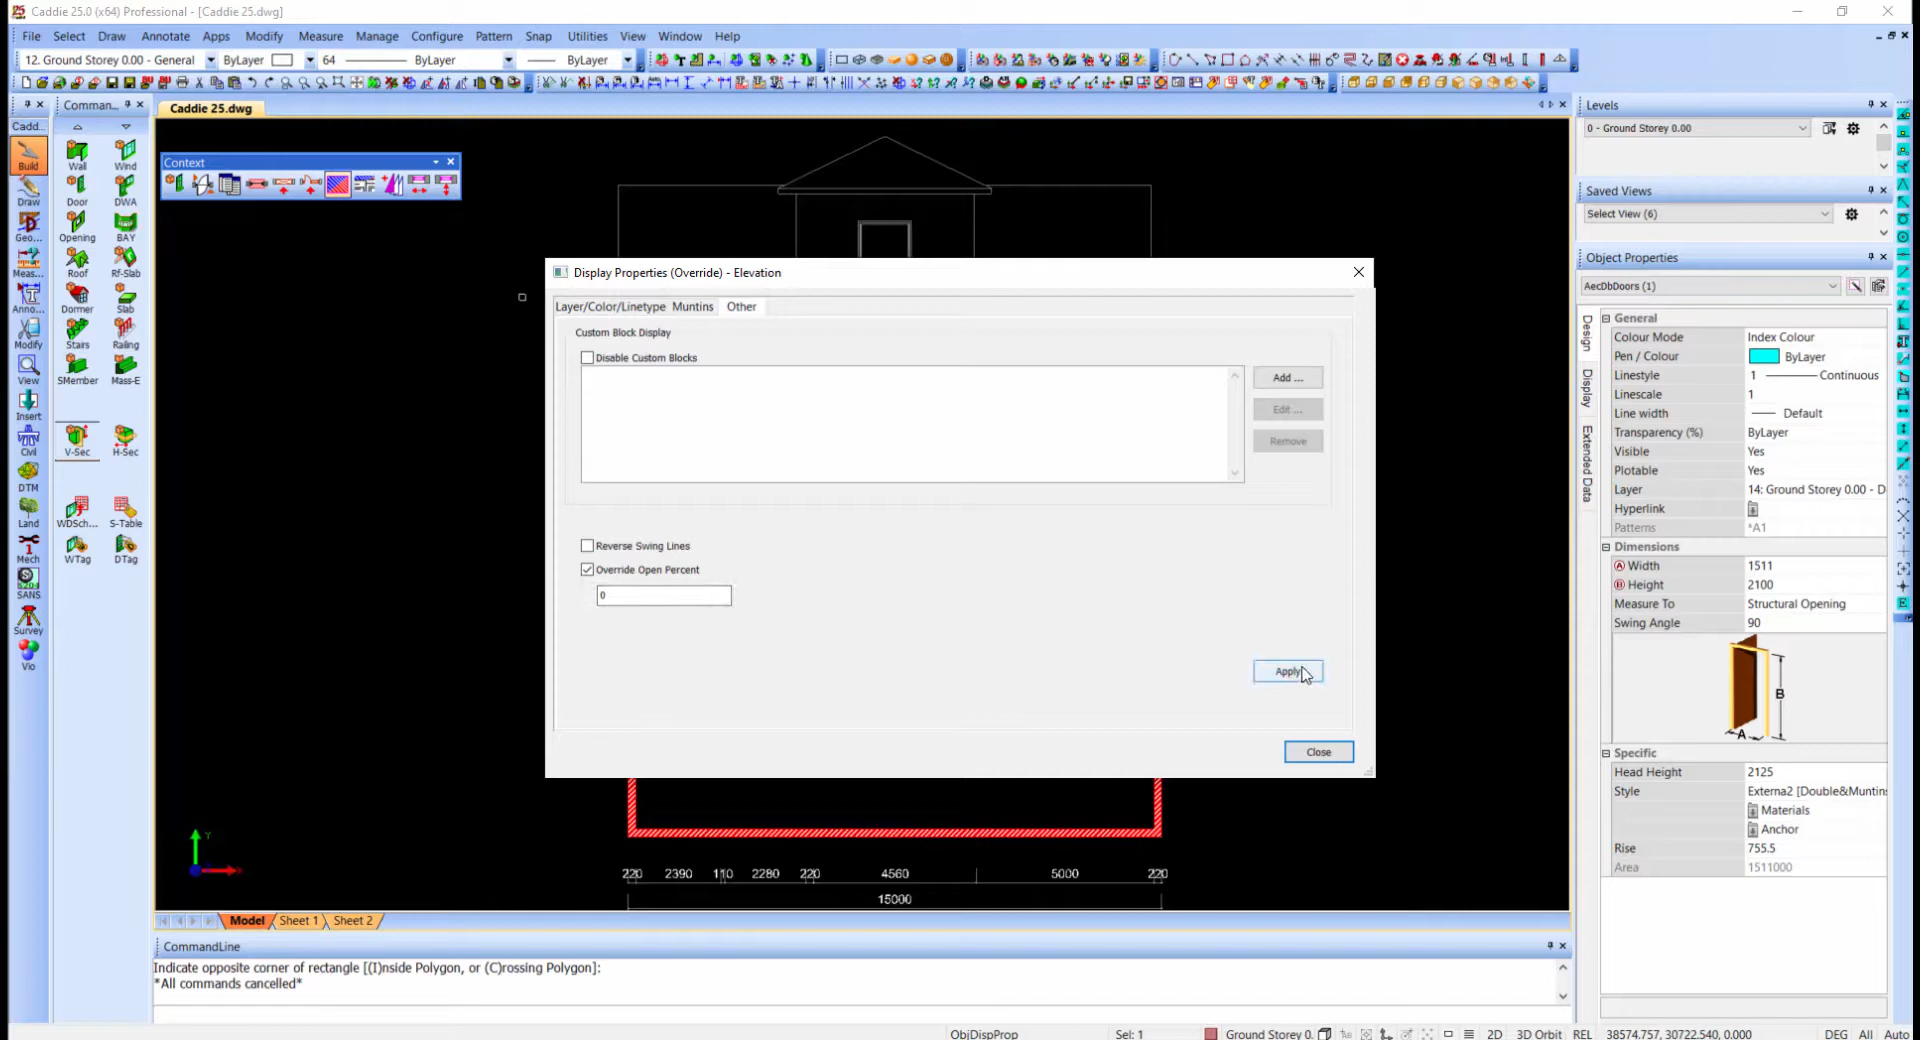 Caddie 25.0 (x64) Professional - [Caddie 25.dwg]
File Select Draw Annotate Apps Modify Measure Manage Configure Pattern Snap Utilities View Window Help
12. Ground Storey 0.00 - General ByLayer 64 ByLayer ByLayer
Cadd... Comman... Caddie 25.dwg
Build
Draw
Geo...
Meas...
Anno...
Modify
View
Insert
Civil
DTM
Land
Mech
SANS
Survey
Vio
Wall Wind
Door DWA
Opening BAY
Roof Rf-Slab
Dormer Slab
Stairs Railing
SMember Mass-E
V-Sec H-Sec
WDSch... S-Table
WTag DTag
Context
Display Properties (Override) - Elevation
Layer/Color/Linetype Muntins Other
Custom Block Display
Disable Custom Blocks
Add ...
Edit ...
Remove
Reverse Swing Lines
Override Open Percent
0
Apply
Close
Y
220 2390 110 2280 220 4560 5000 220
15000
Model Sheet 1 Sheet 2
CommandLine
Indicate opposite corner of rectangle [(I)nside Polygon, or (C)rossing Polygon]:
*All commands cancelled*
Levels
0 - Ground Storey 0.00
Saved Views
Select View (6)
Object Properties
AecDbDoors (1)
Design
Display
Extended Data
General
Colour Mode Index Colour
Pen / Colour ByLayer
Linestyle 1 Continuous
Linescale 1
Line width Default
Transparency (%) ByLayer
Visible Yes
Plotable Yes
Layer 14: Ground Storey 0.00 - D
Hyperlink
Patterns *A1
Dimensions
A Width 1511
B Height 2100
Measure To Structural Opening
Swing Angle 90
B
A
Specific
Head Height 2125
Style Externa2 [Double&Muntin
Materials
Anchor
Rise 755.5
Area 1511000
ObjDispProp Sel: 1 Ground Storey 0. 2D 3D Orbit REL 38574.757, 30722.540, 0.000 DEG All Auto